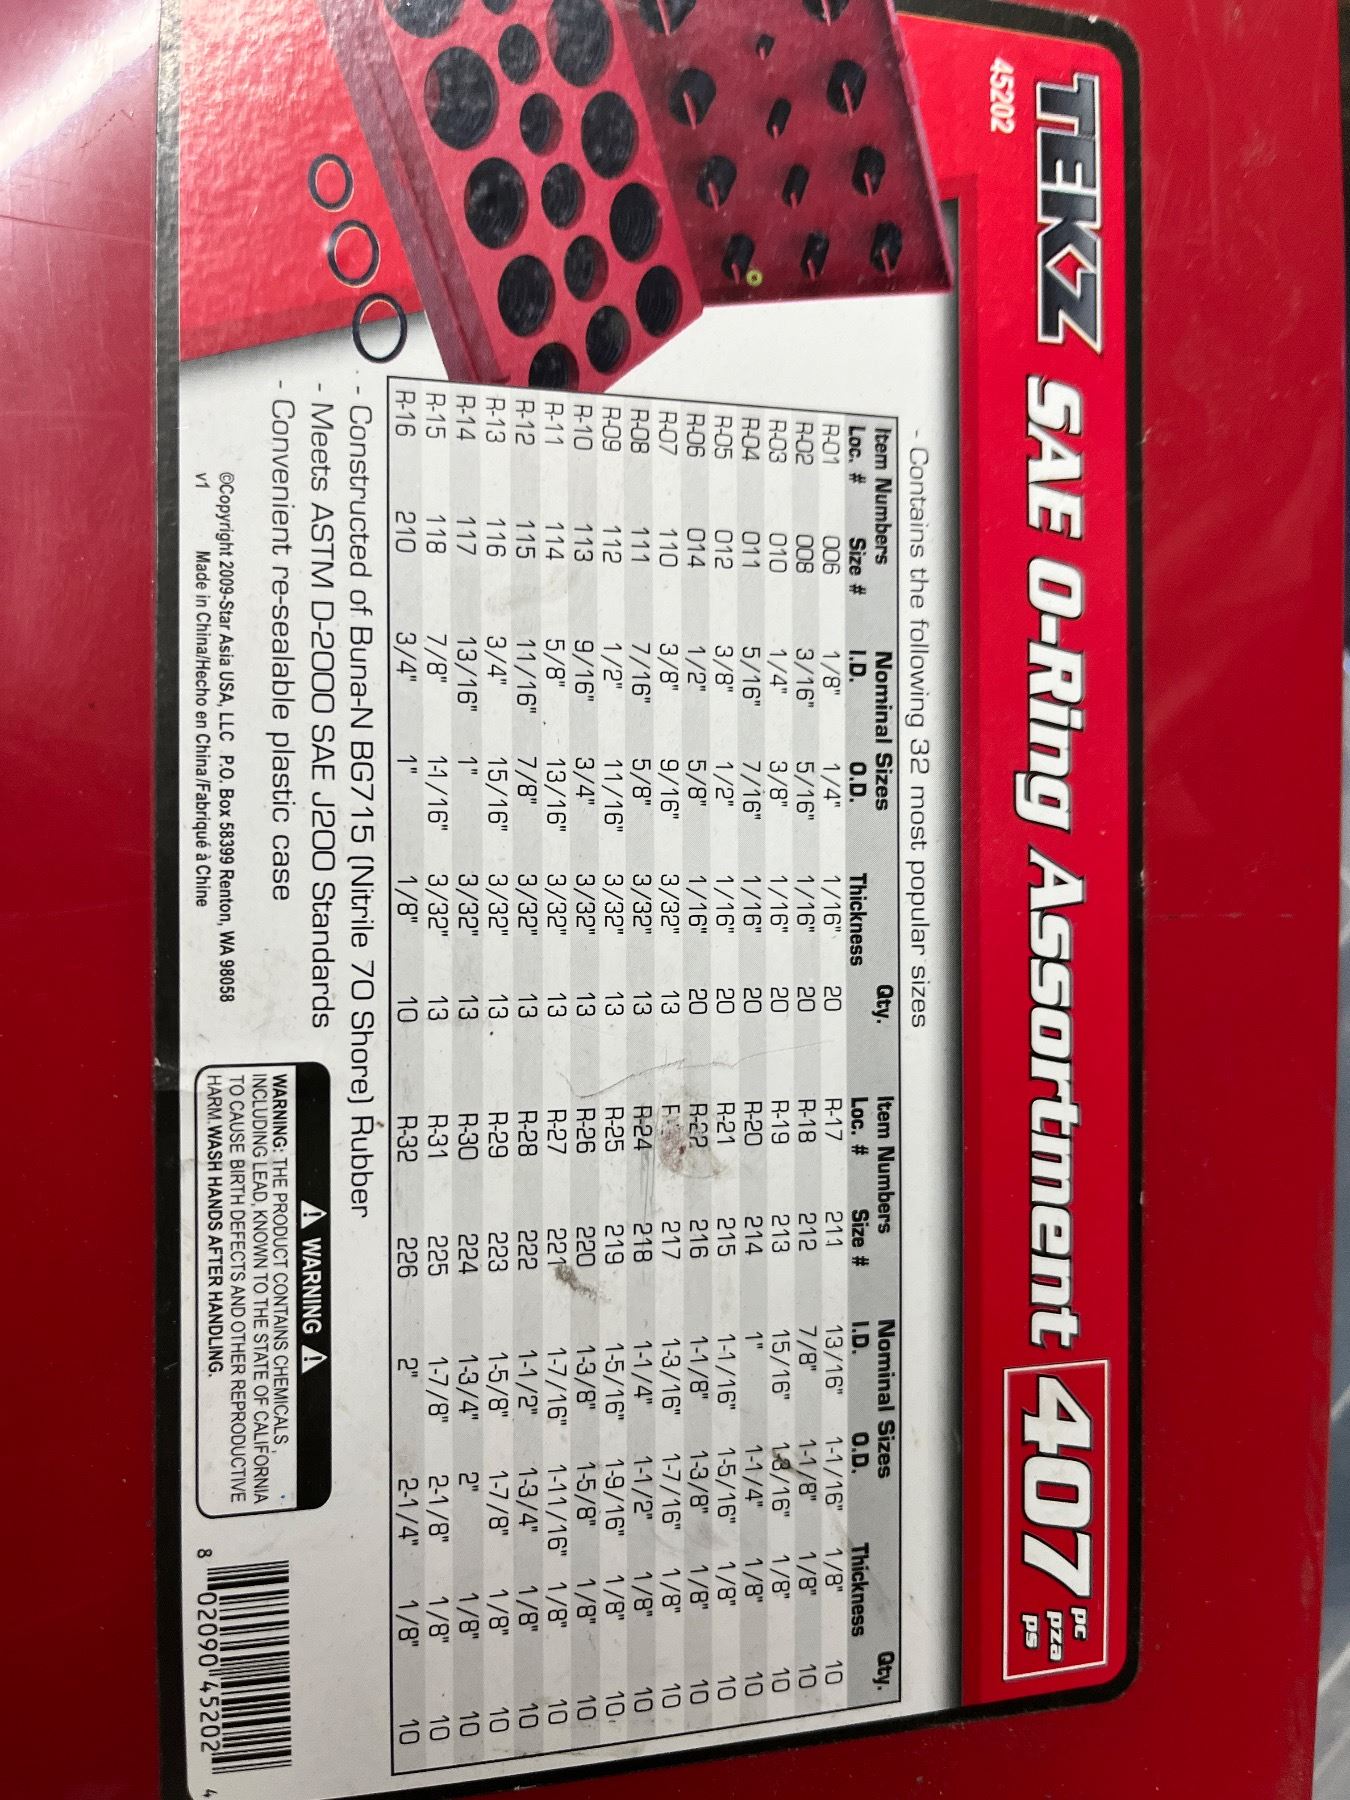 TEKZ SAE O-Ring Assortment 407 pc pza ps
45202
- Contains the following 32 most popular sizes
Item Numbers Nominal Sizes Qty. Item Numbers Nominal Sizes Qty.
Loc. # Size # I.D. O.D. Thickness Loc. # Size # I.D. O.D. Thickness
R-01 006 1/8" 1/4" 1/16" 20 R-17 211 13/16" 1-1/16" 1/8" 10
R-02 008 3/16" 5/16" 1/16" 20 R-18 212 7/8" 1-1/8" 1/8" 10
R-03 010 1/4" 3/8" 1/16" 20 R-19 213 15/16" 1-3/16" 1/8" 10
R-04 011 5/16" 7/16" 1/16" 20 R-20 214 1" 1-1/4" 1/8" 10
R-05 012 3/8" 1/2" 1/16" 20 R-21 215 1-1/16" 1-5/16" 1/8" 10
R-06 014 1/2" 5/8" 1/16" 20 R-22 216 1-1/8" 1-3/8" 1/8" 10
R-07 110 3/8" 9/16" 3/32" 13 217 1-3/16" 1-7/16" 1/8" 10
R-08 111 7/16" 5/8" 3/32" 13 R-24 218 1-1/4" 1-1/2" 1/8" 10
R-09 112 1/2" 11/16" 3/32" 13 R-25 219 1-5/16" 1-9/16" 1/8" 10
R-10 113 9/16" 3/4" 3/32" 13 R-26 220 1-3/8" 1-5/8" 1/8" 10
R-11 114 5/8" 13/16" 3/32" 13 R-27 221 1-7/16" 1-11/16" 1/8" 10
R-12 115 11/16" 7/8" 3/32" 13 R-28 222 1-1/2" 1-3/4" 1/8" 10
R-13 116 3/4" 15/16" 3/32" 13 R-29 223 1-5/8" 1-7/8" 1/8" 10
R-14 117 13/16" 1" 3/32" 13 R-30 224 1-3/4" 2" 1/8" 10
R-15 118 7/8" 1-1/16" 3/32" 13 R-31 225 1-7/8" 2-1/8" 1/8" 10
R-16 210 3/4" 1" 1/8" 10 R-32 226 2" 2-1/4" 1/8" 10
- Constructed of Buna-N BG715 (Nitrile 70 Shore) Rubber
- Meets ASTM D-2000 SAE J200 Standards
- Convenient re-sealable plastic case
©Copyright 2009-Star Asia USA, LLC P.O. Box 58399 Renton, WA 98058
v1 Made in China/Hecho en China/Fabriqué à Chine
WARNING
WARNING: THE PRODUCT CONTAINS CHEMICALS,
INCLUDING LEAD, KNOWN TO THE STATE OF CALIFORNIA
TO CAUSE BIRTH DEFECTS AND OTHER REPRODUCTIVE
HARM. WASH HANDS AFTER HANDLING.
8 02090 45202 4